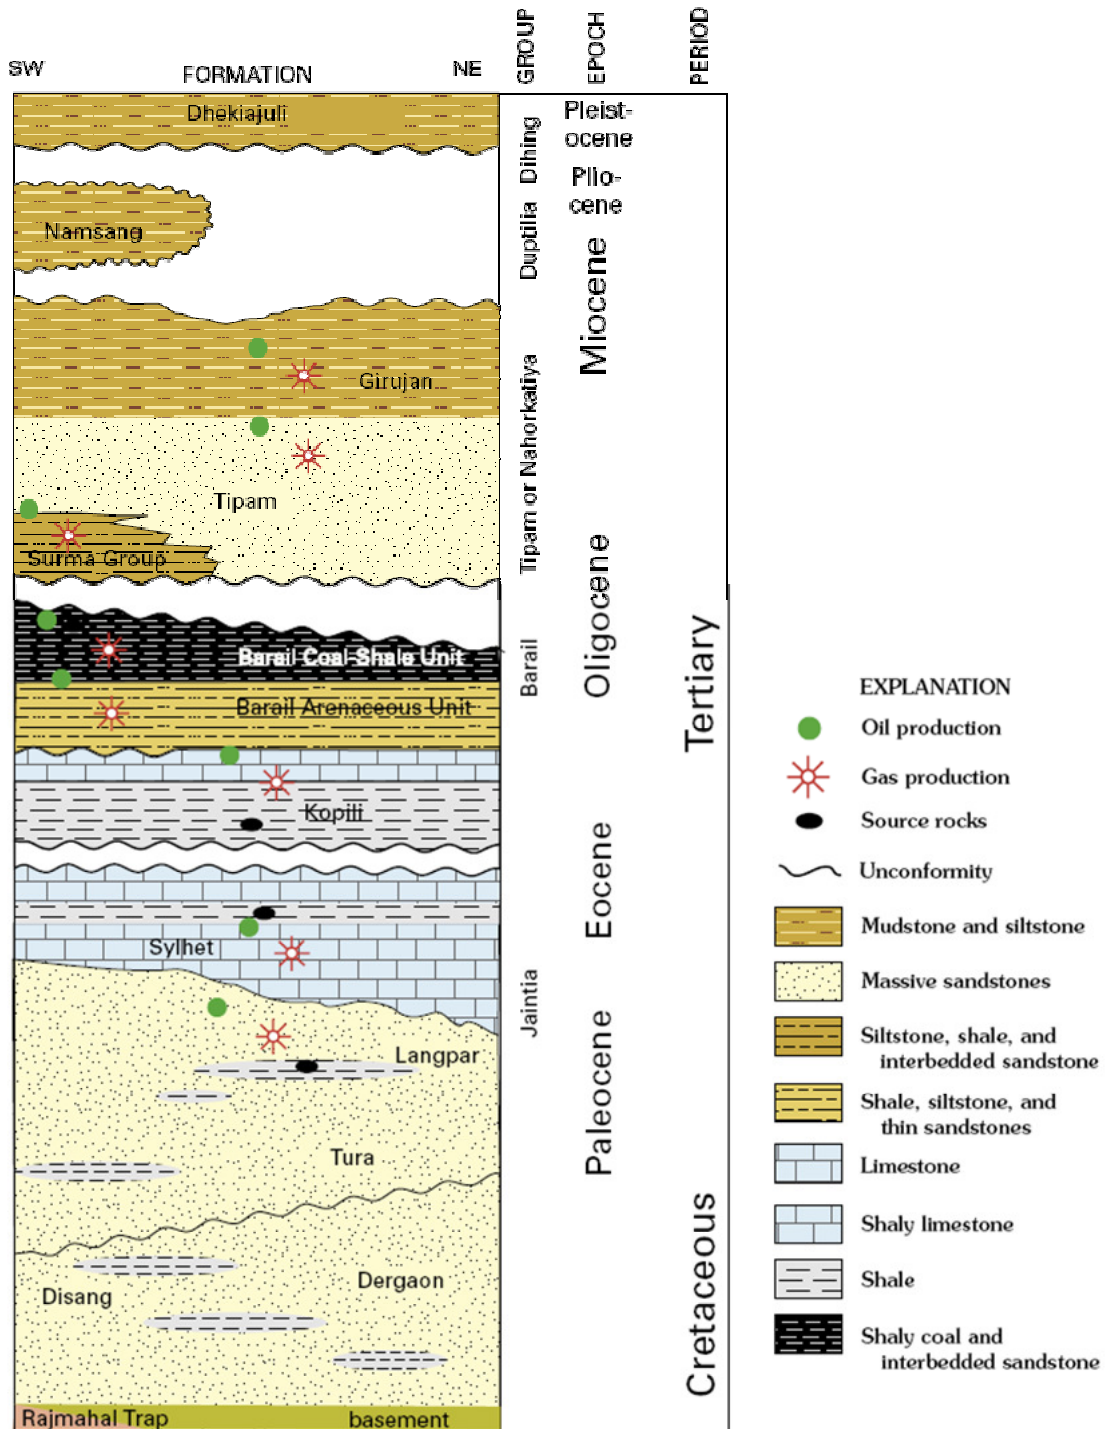 SW
FORMATION
NE
GROUP
EPOCH
PERIOD
Dhekiajuli
Dihing
Pleist-
ocene
Plio-
cene
Namsang
Duptilia
Miocene
Girujan
Tipam or Nahorkatiya
Tipam
Surma Group
Oligocene
Barail Coal-Shale Unit
Barail
Barail Arenaceous Unit
Tertiary
Kopili
Eocene
Sylhet
Jaintia
Langpar
Paleocene
Tura
Dergaon
Disang
Cretaceous
Rajmahal Trap
basement
EXPLANATION
Oil production
Gas production
Source rocks
Unconformity
Mudstone and siltstone
Massive sandstones
Siltstone, shale, and
interbedded sandstone
Shale, siltstone, and
thin sandstones
Limestone
Shaly limestone
Shale
Shaly coal and
interbedded sandstone